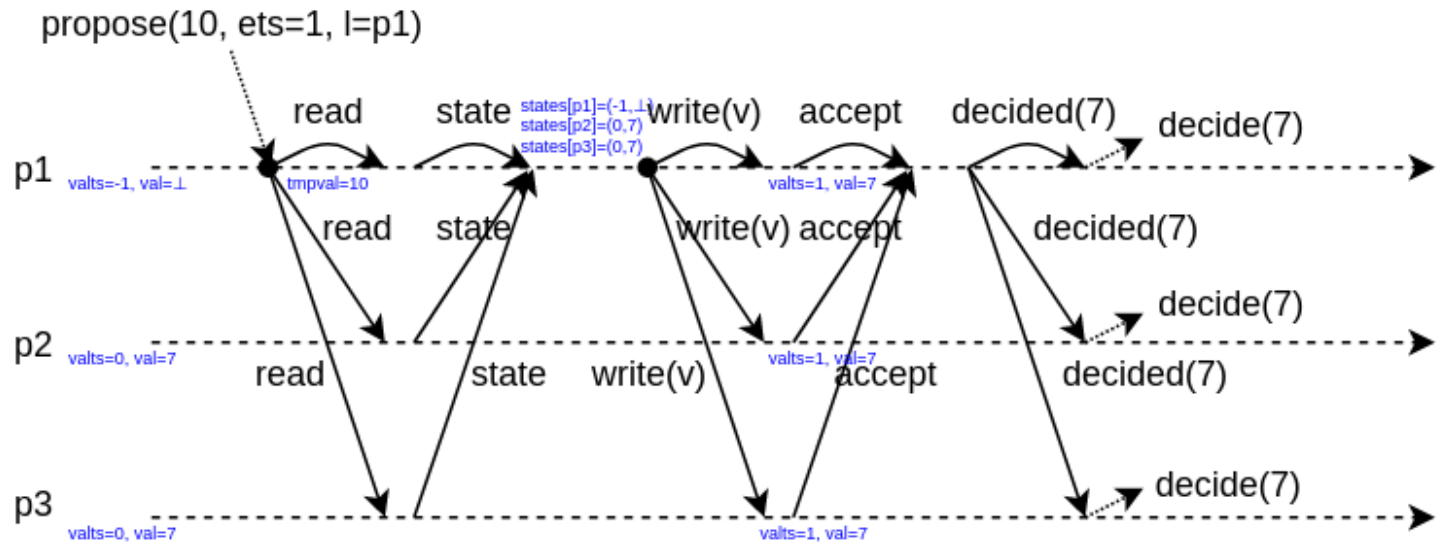 propose(10, ets=1, l=p1)
read
state
states[p1]=(-1,⊥)
states[p2]=(0,7)
states[p3]=(0,7)
write(v)
accept
decided(7)
decide(7)
p1
valts=-1, val=⊥
tmpval=10
valts=1, val=7
read
state
write(v)
accept
decided(7)
decide(7)
p2
valts=0, val=7
valts=1, val=7
read
state
write(v)
accept
decided(7)
decide(7)
p3
valts=0, val=7
valts=1, val=7